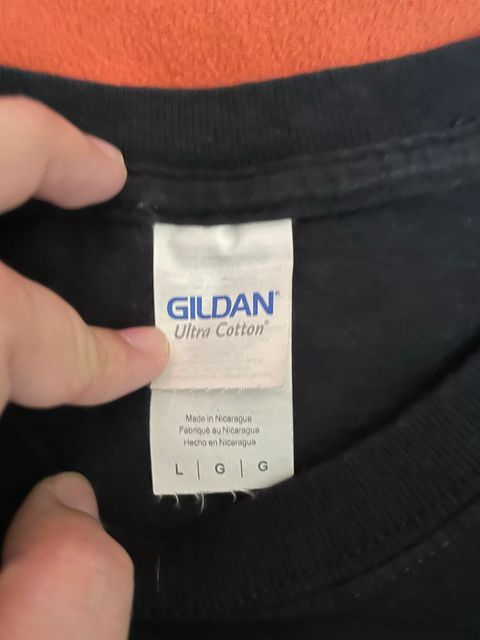 GILDAN®
Ultra Cotton®
Made in Nicaragua
Fabriqué au Nicaragua
Hecho en Nicaragua
L | G | G